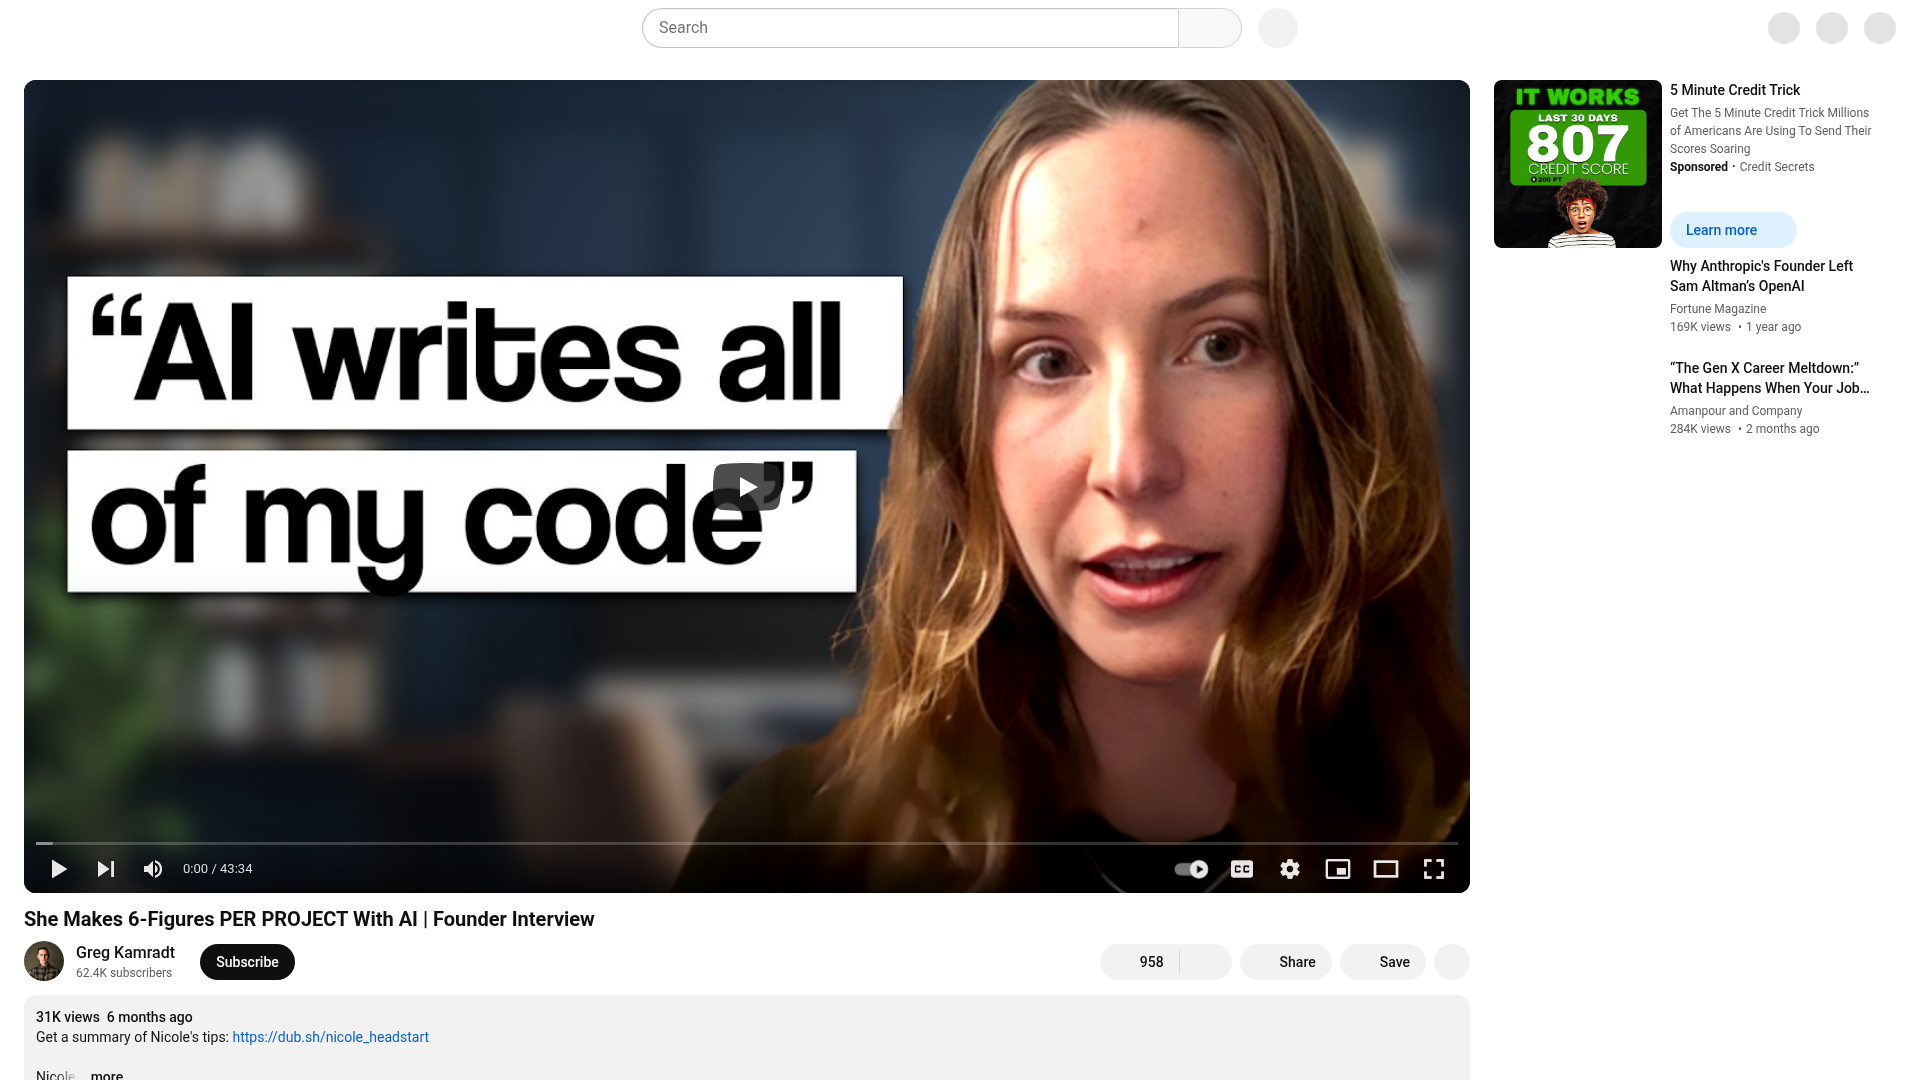 Search
“AI writes all
of my code”
0:00 / 43:34
CC
She Makes 6-Figures PER PROJECT With AI | Founder Interview
Greg Kamradt
62.4K subscribers
Subscribe
958
Share
Save
31K views 6 months ago
Get a summary of Nicole's tips: https://dub.sh/nicole_headstart
Nicole
more
IT WORKS
LAST 30 DAYS
807
CREDIT SCORE
200 PT
5 Minute Credit Trick
Get The 5 Minute Credit Trick Millions
of Americans Are Using To Send Their
Scores Soaring
Sponsored · Credit Secrets
Learn more
Why Anthropic's Founder Left
Sam Altman’s OpenAI
Fortune Magazine
169K views • 1 year ago
“The Gen X Career Meltdown:”
What Happens When Your Job...
Amanpour and Company
284K views • 2 months ago